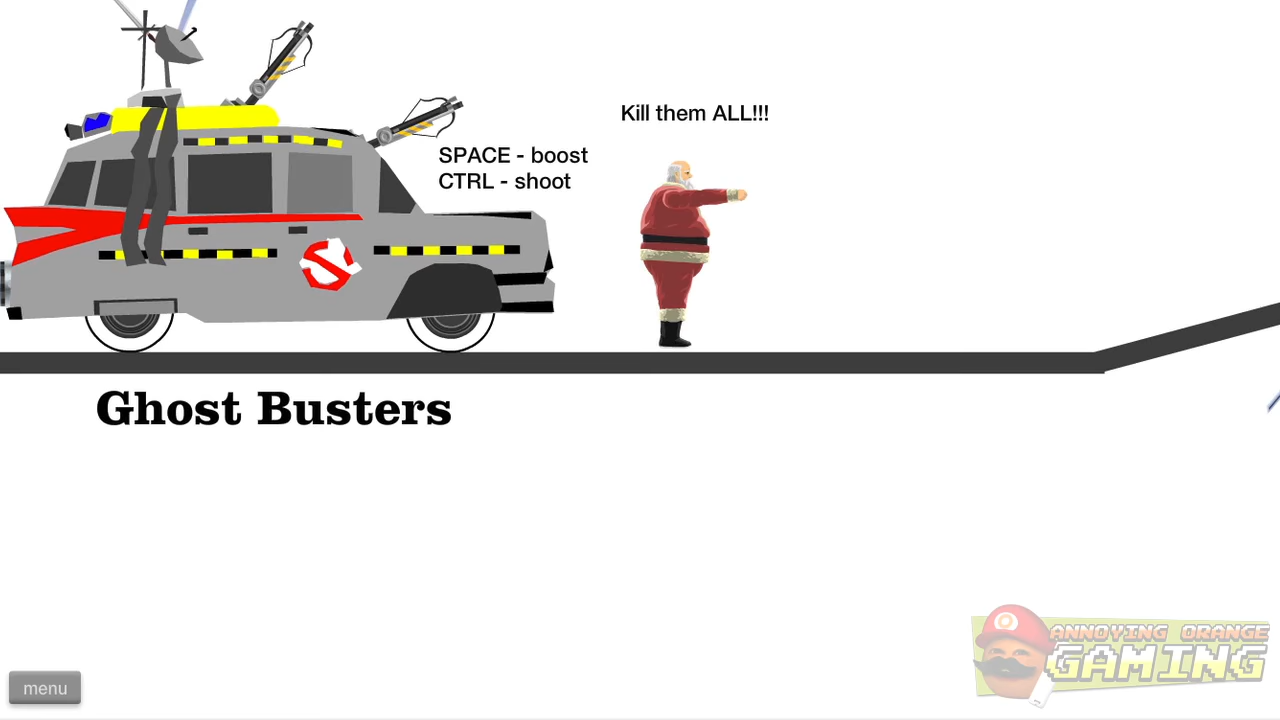 Kill them ALL!!!
SPACE - boost
CTRL - shoot
Ghost Busters
ANNOYING ORANGE
GAMING
menu